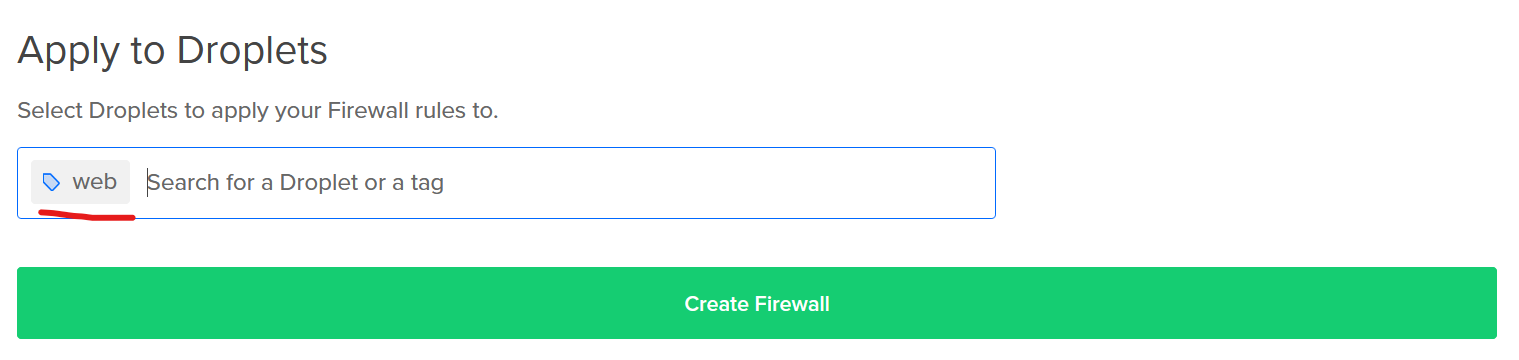 Apply to Droplets
Select Droplets to apply your Firewall rules to.
web Search for a Droplet or a tag
Create Firewall